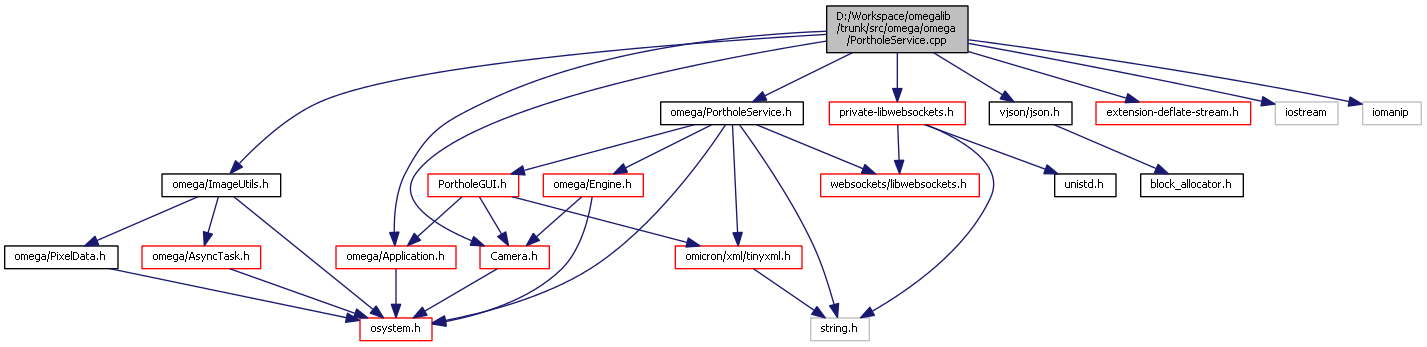 D:/Workspace/omegalib
/trunk/src/omega/omega
/PortholeService.cpp
omega/PortholeService.h
private-libwebsockets.h
vjson/json.h
extension-deflate-stream.h
iostream
iomanip
omega/ImageUtils.h
PortholeGUI.h
omega/Engine.h
websockets/libwebsockets.h
unistd.h
block_allocator.h
omega/PixelData.h
omega/AsyncTask.h
omega/Application.h
Camera.h
omicron/xml/tinyxml.h
osystem.h
string.h